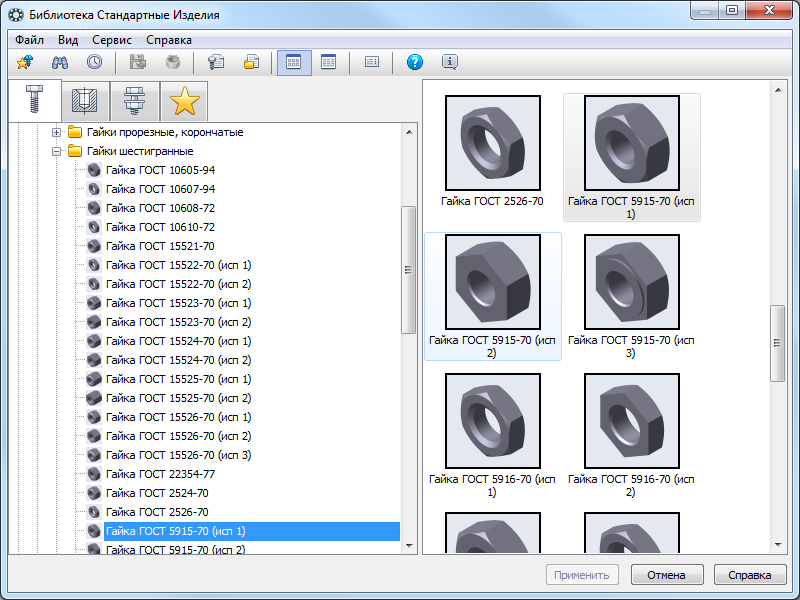 Библиотека Стандартные Изделия
Файл Вид Сервис Справка
Гайки прорезные, корончатые
Гайки шестигранные
Гайка ГОСТ 10605-94
Гайка ГОСТ 10607-94
Гайка ГОСТ 10608-72
Гайка ГОСТ 10610-72
Гайка ГОСТ 15521-70
Гайка ГОСТ 15522-70 (исп 1)
Гайка ГОСТ 15522-70 (исп 2)
Гайка ГОСТ 15523-70 (исп 1)
Гайка ГОСТ 15523-70 (исп 2)
Гайка ГОСТ 15524-70 (исп 1)
Гайка ГОСТ 15524-70 (исп 2)
Гайка ГОСТ 15525-70 (исп 1)
Гайка ГОСТ 15525-70 (исп 2)
Гайка ГОСТ 15526-70 (исп 1)
Гайка ГОСТ 15526-70 (исп 2)
Гайка ГОСТ 15526-70 (исп 3)
Гайка ГОСТ 22354-77
Гайка ГОСТ 2524-70
Гайка ГОСТ 2526-70
Гайка ГОСТ 5915-70 (исп 1)
Гайка ГОСТ 5915-70 (исп 2)
Гайка ГОСТ 2526-70
Гайка ГОСТ 5915-70 (исп
1)
Гайка ГОСТ 5915-70 (исп
2)
Гайка ГОСТ 5915-70 (исп
3)
Гайка ГОСТ 5916-70 (исп
1)
Гайка ГОСТ 5916-70 (исп
2)
Применить Отмена Справка